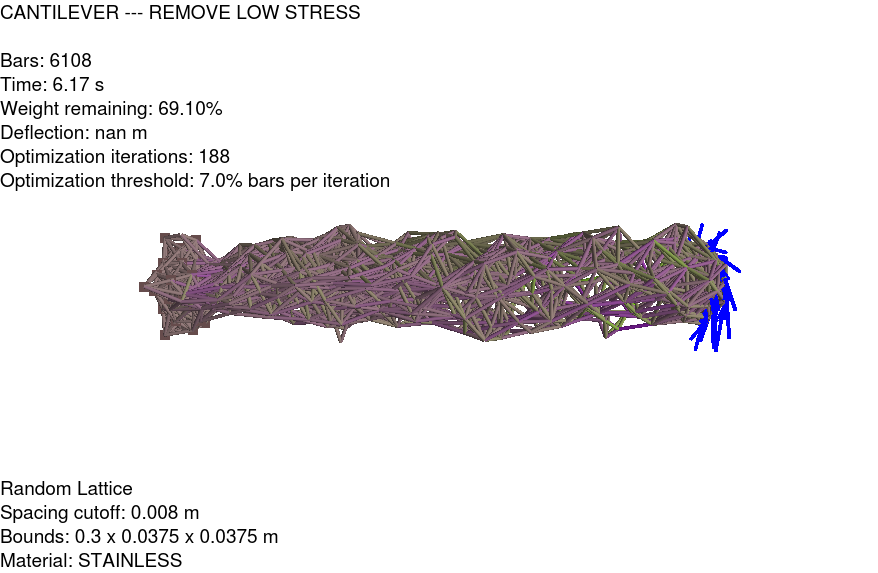 CANTILEVER --- REMOVE LOW STRESS
Bars: 6108
Time: 6.17 s
Weight remaining: 69.10%
Deflection: nan m
Optimization iterations: 188
Optimization threshold: 7.0% bars per iteration
Random Lattice
Spacing cutoff: 0.008 m
Bounds: 0.3 x 0.0375 x 0.0375 m
Material: STAINLESS